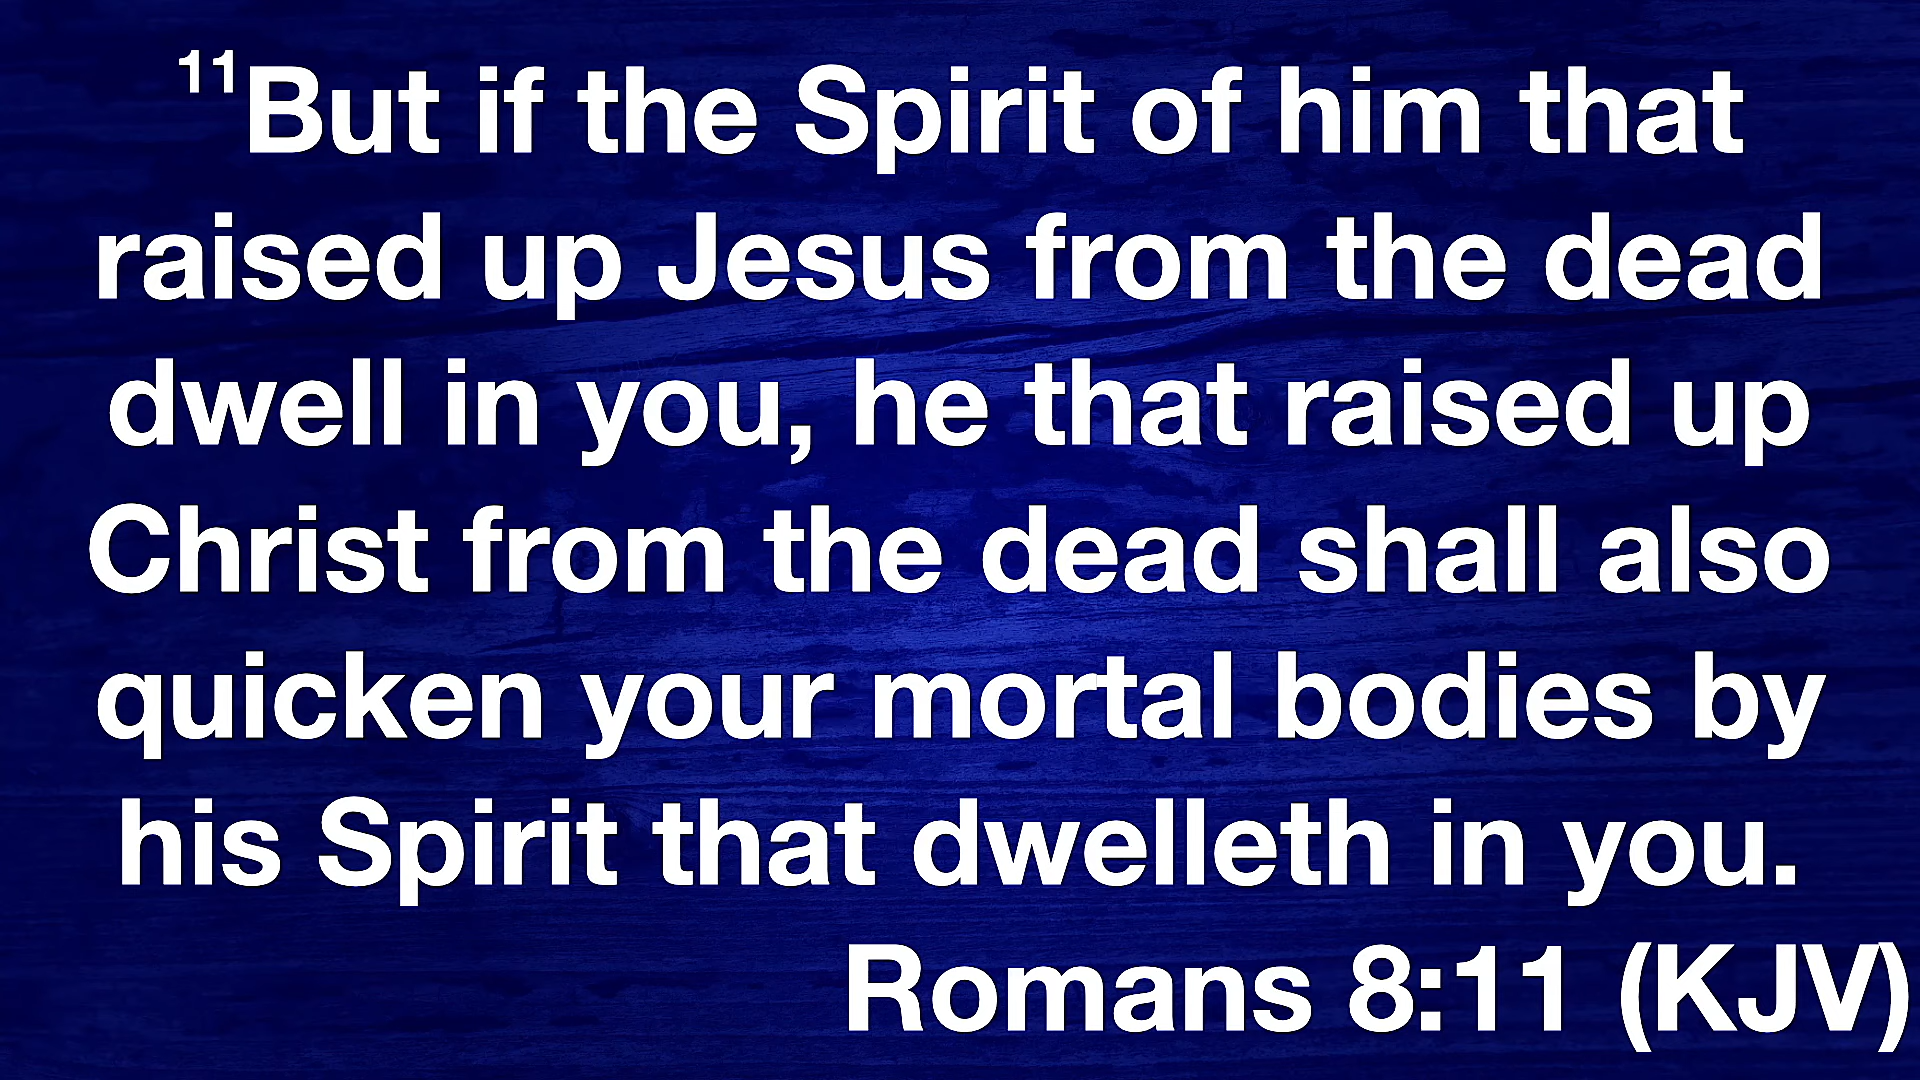 11But if the Spirit of him that
raised up Jesus from the dead
dwell in you, he that raised up
Christ from the dead shall also
quicken your mortal bodies by
his Spirit that dwelleth in you.
Romans 8:11 (KJV)